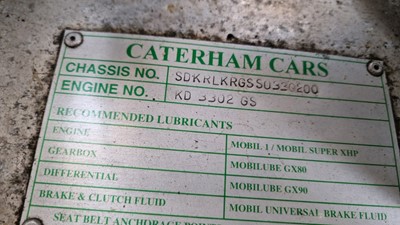 CATERHAM CARS
CHASSIS NO. SDKRLKRGSS0330200
ENGINE NO. KD 3302 GS
RECOMMENDED LUBRICANTS
ENGINE MOBIL 1 / MOBIL SUPER XHP
GEARBOX MOBILUBE GX80
DIFFERENTIAL MOBILUBE GX90
BRAKE & CLUTCH FLUID MOBIL UNIVERSAL BRAKE FLUID
SEAT BELT ANCHORAGE